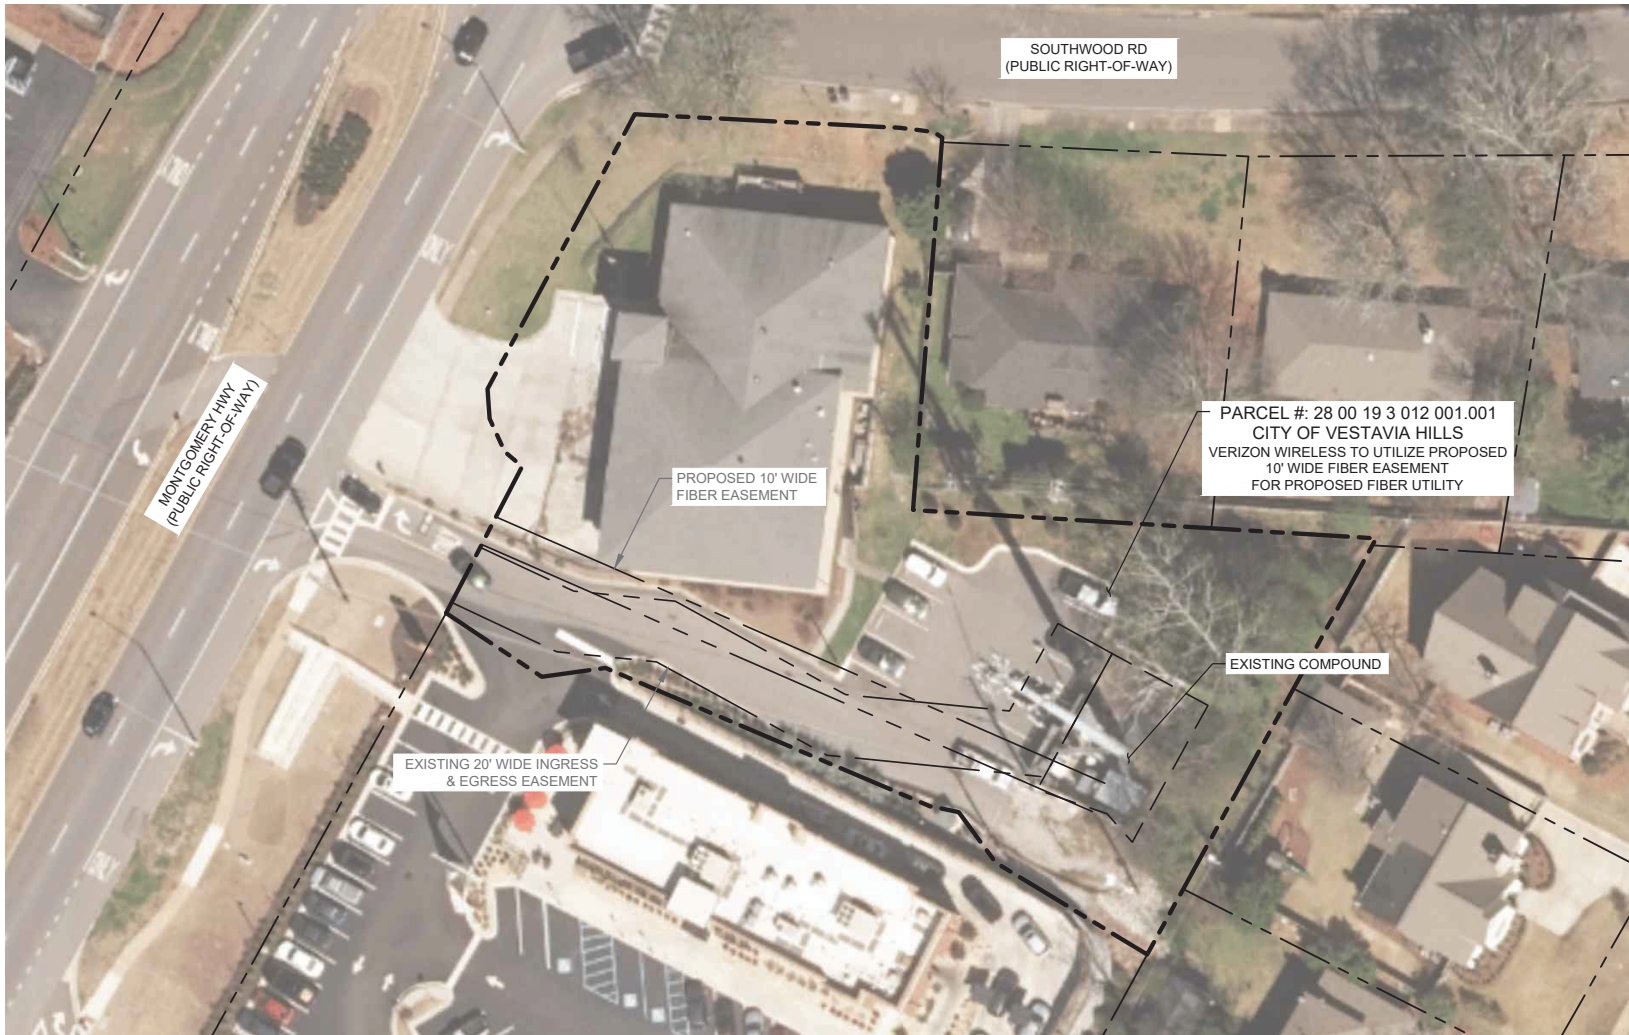 SOUTHWOOD RD
(PUBLIC RIGHT-OF-WAY)
MONTGOMERY HWY
(PUBLIC RIGHT-OF-WAY)
PARCEL #: 28 00 19 3 012 001.001
CITY OF VESTAVIA HILLS
VERIZON WIRELESS TO UTILIZE PROPOSED
10' WIDE FIBER EASEMENT
FOR PROPOSED FIBER UTILITY
PROPOSED 10' WIDE
FIBER EASEMENT
EXISTING COMPOUND
EXISTING 20' WIDE INGRESS
& EGRESS EASEMENT